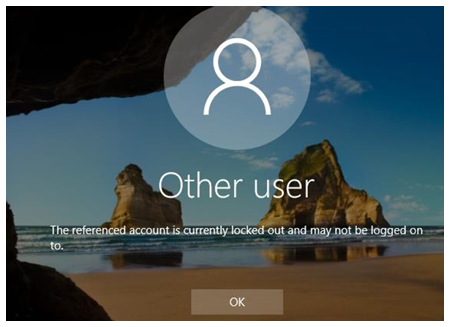 Other user
The referenced account is currently locked out and may not be logged on
to.
OK